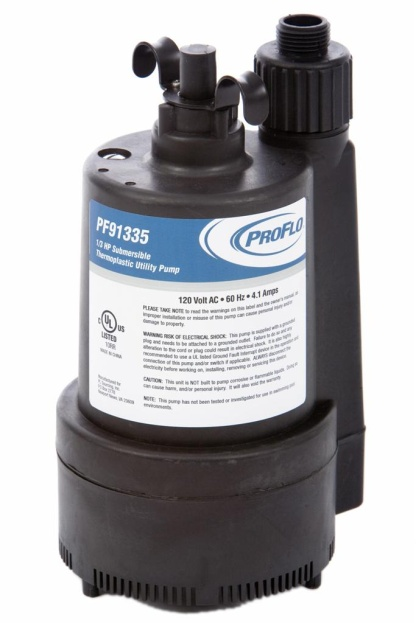 PF91335
1/3 HP Submersible
Thermoplastic Utility Pump
PROFLO
120 Volt AC • 60 Hz • 4.1 Amps
PLEASE TAKE NOTE to read the warnings on this label and the owner's manual as
improper installation or misuse of this pump can cause personal injury and/or
damage to property.
C UL US
LISTED
MADE IN CHINA
WARNING RISK OF ELECTRICAL SHOCK: This pump is supplied with a grounded
plug and needs to be attached to a grounded outlet. Failure to do so and any
alteration to the cord or plug could result in electrical shock. It is also highly
recommended to use a UL listed Ground Fault Interrupt device in the
connection of this pump and/or switch if applicable. ALWAYS disconnect
electricity before working on, installing, removing or servicing this device.
CAUTION: This unit is NOT built to pump corrosive or flammable liquids. Doing so
can cause harm, and/or personal injury. It will also void the warranty.
NOTE: This pump has not been tested or investigated for use in swimming pool
environments.